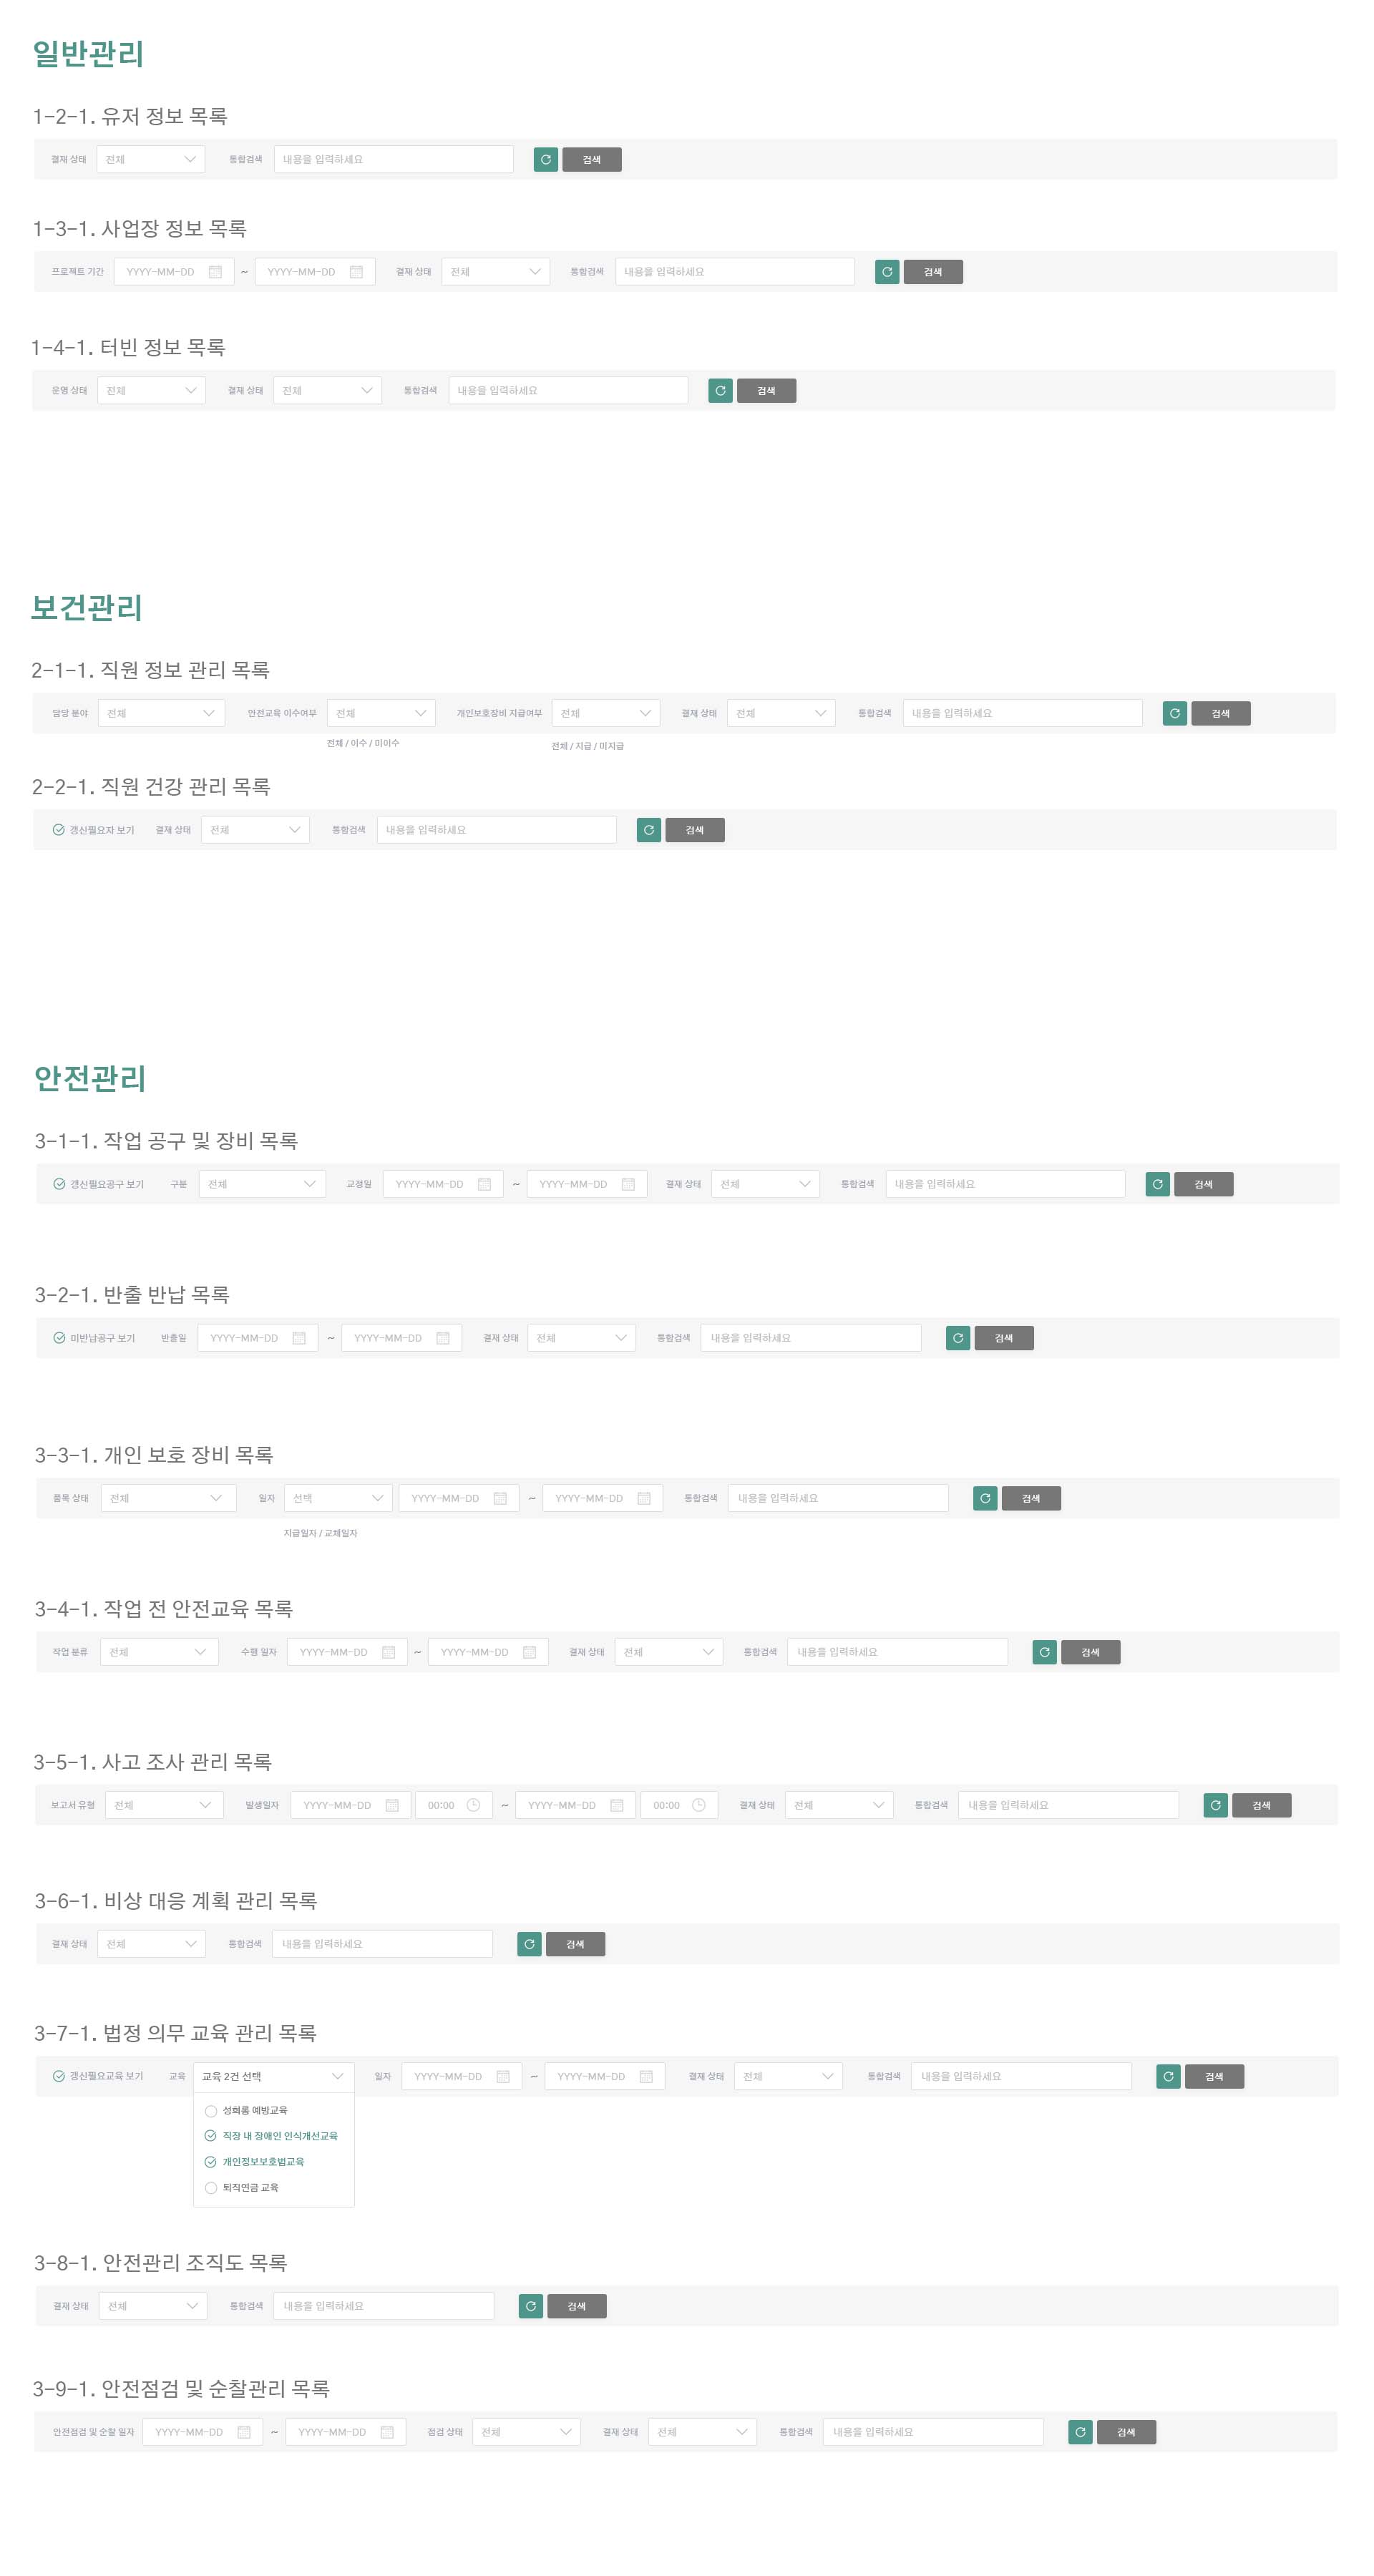 일반관리
1-2-1. 유저 정보 목록
결재 상태 전체 통합검색 내용을 입력하세요 검색
1-3-1. 사업장 정보 목록
프로젝트 기간 YYYY-MM-DD ~ YYYY-MM-DD 결재 상태 전체 통합검색 내용을 입력하세요 검색
1-4-1. 터빈 정보 목록
운영 상태 전체 결재 상태 전체 통합검색 내용을 입력하세요 검색
보건관리
2-1-1. 직원 정보 관리 목록
담당 분야 전체 안전교육 이수여부 전체 개인보호장비 지급여부 전체 결재 상태 전체 통합검색 내용을 입력하세요 검색
전체 / 이수 / 미이수 전체 / 지급 / 미지급
2-2-1. 직원 건강 관리 목록
갱신필요자 보기 결재 상태 전체 통합검색 내용을 입력하세요 검색
안전관리
3-1-1. 작업 공구 및 장비 목록
갱신필요공구 보기 구분 전체 교정일 YYYY-MM-DD ~ YYYY-MM-DD 결재 상태 전체 통합검색 내용을 입력하세요 검색
3-2-1. 반출 반납 목록
미반납공구 보기 반출일 YYYY-MM-DD ~ YYYY-MM-DD 결재 상태 전체 통합검색 내용을 입력하세요 검색
3-3-1. 개인 보호 장비 목록
품목 상태 전체 일자 선택 YYYY-MM-DD ~ YYYY-MM-DD 통합검색 내용을 입력하세요 검색
지급일자 / 교체일자
3-4-1. 작업 전 안전교육 목록
작업 분류 전체 수행 일자 YYYY-MM-DD ~ YYYY-MM-DD 결재 상태 전체 통합검색 내용을 입력하세요 검색
3-5-1. 사고 조사 관리 목록
보고서 유형 전체 발생일자 YYYY-MM-DD 00:00 ~ YYYY-MM-DD 00:00 결재 상태 전체 통합검색 내용을 입력하세요 검색
3-6-1. 비상 대응 계획 관리 목록
결재 상태 전체 통합검색 내용을 입력하세요 검색
3-7-1. 법정 의무 교육 관리 목록
갱신필요교육 보기 교육 교육 2건 선택 일자 YYYY-MM-DD ~ YYYY-MM-DD 결재 상태 전체 통합검색 내용을 입력하세요 검색
성희롱 예방교육
직장 내 장애인 인식개선교육
개인정보보호법교육
퇴직연금 교육
3-8-1. 안전관리 조직도 목록
결재 상태 전체 통합검색 내용을 입력하세요 검색
3-9-1. 안전점검 및 순찰관리 목록
안전점검 및 순찰 일자 YYYY-MM-DD ~ YYYY-MM-DD 점검 상태 전체 결재 상태 전체 통합검색 내용을 입력하세요 검색